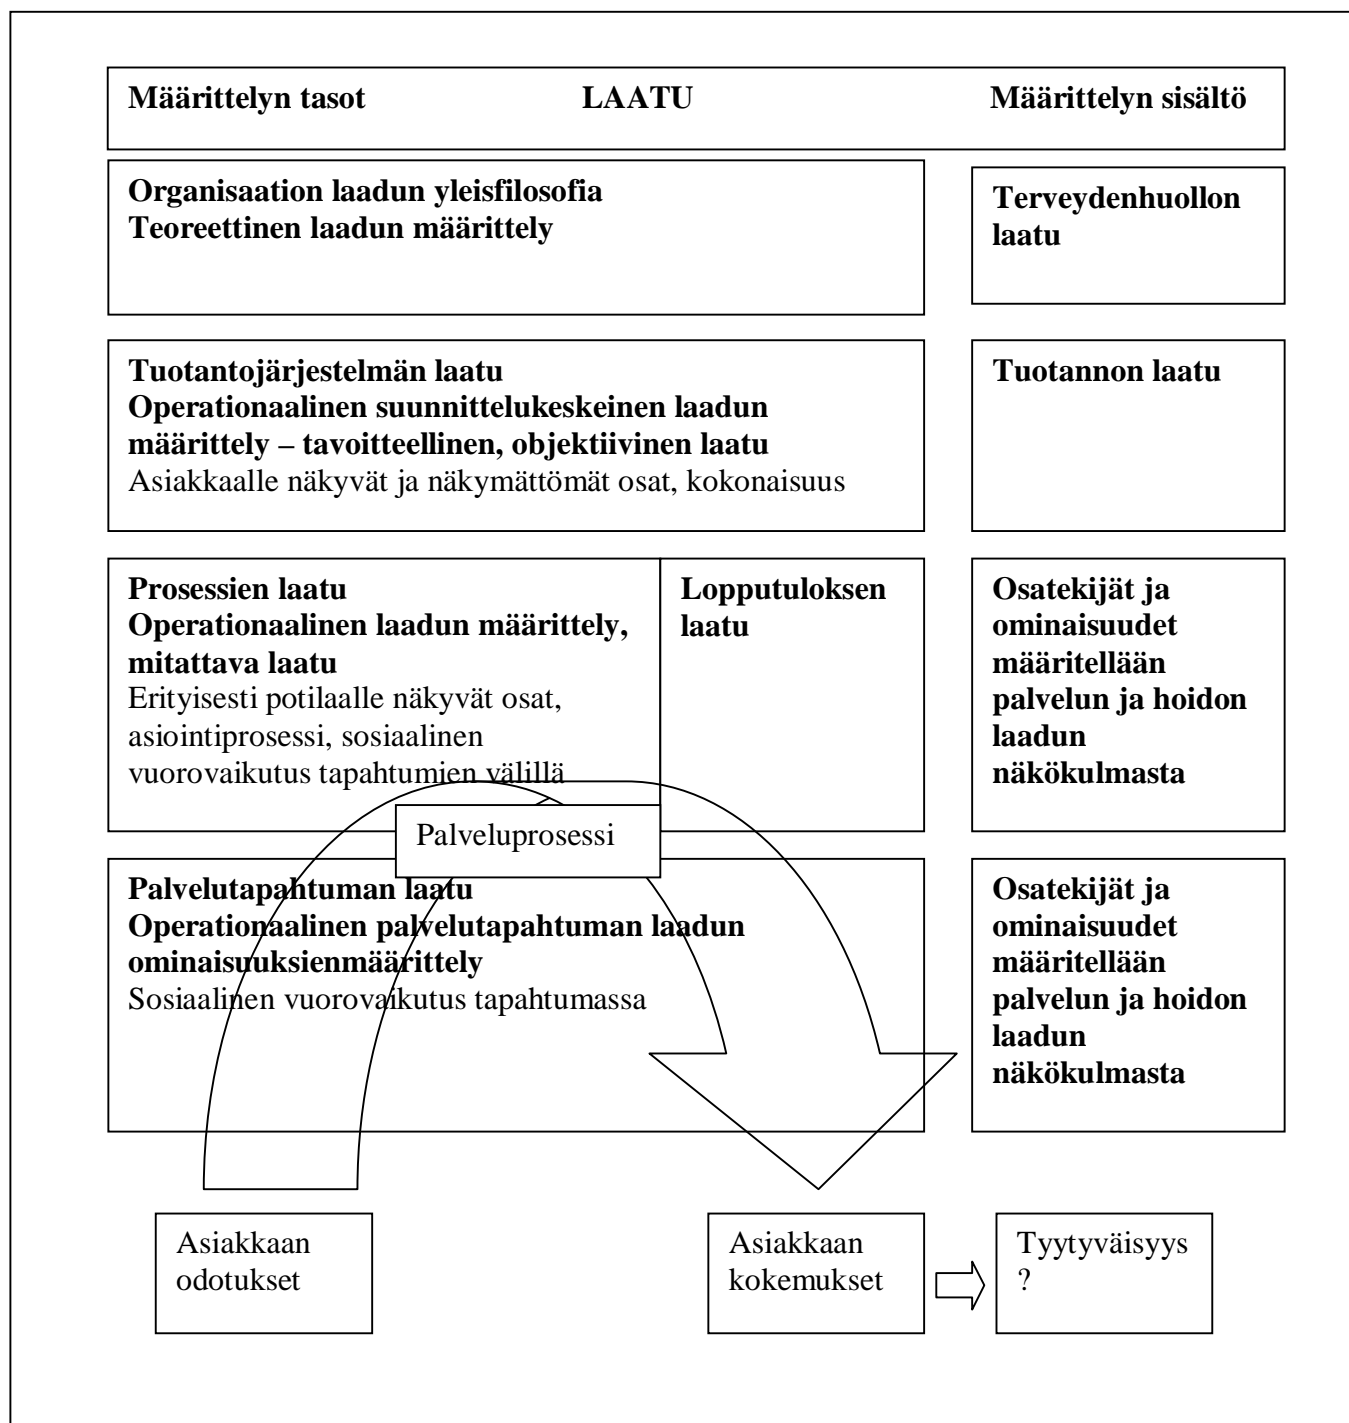 Määrittelyn tasot LAATU Määrittelyn sisältö
Organisaation laadun yleisfilosofia
Teoreettinen laadun määrittely
Terveydenhuollon
laatu
Tuotantojärjestelmän laatu
Operationaalinen suunnittelukeskeinen laadun
määrittely – tavoitteellinen, objektiivinen laatu
Asiakkaalle näkyvät ja näkymättömät osat, kokonaisuus
Tuotannon laatu
Prosessien laatu
Operationaalinen laadun määrittely,
mitattava laatu
Erityisesti potilaalle näkyvät osat,
asiointiprosessi, sosiaalinen
vuorovaikutus tapahtumien välillä
Lopputuloksen
laatu
Osatekijät ja
ominaisuudet
määritellään
palvelun ja hoidon
laadun
näkökulmasta
Palveluprosessi
Palvelutapahtuman laatu
Operationaalinen palvelutapahtuman laadun
ominaisuuksienmäärittely
Sosiaalinen vuorovaikutus tapahtumassa
Osatekijät ja
ominaisuudet
määritellään
palvelun ja hoidon
laadun
näkökulmasta
Asiakkaan
odotukset
Asiakkaan
kokemukset
Tyytyväisyys
?